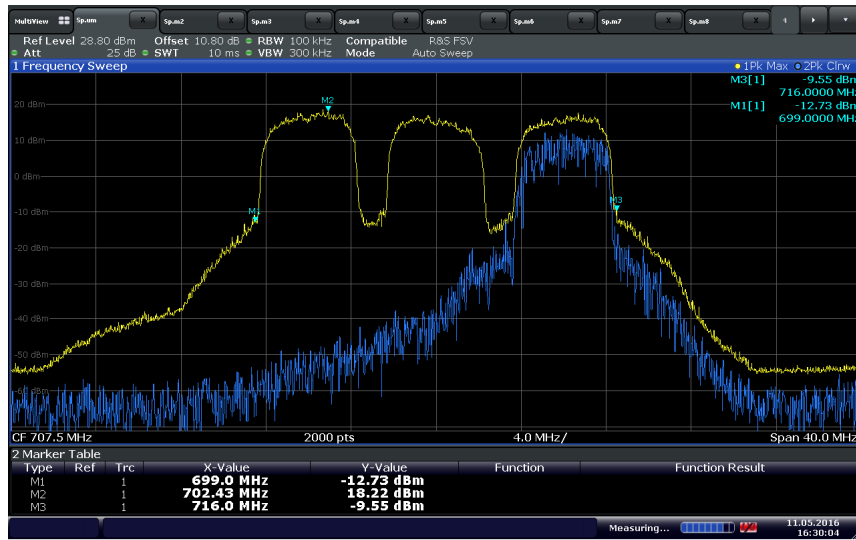 MultiView Sp.um X Sp.m2 X Sp.m3 X Sp.m4 X Sp.m5 X Sp.m6 X Sp.m7 X Sp.m8 X
Ref Level 28.80 dBm Offset 10.80 dB RBW 100 kHz Compatible R&S FSV
Att 25 dB SWT 10 ms VBW 300 kHz Mode Auto Sweep
1 Frequency Sweep 1Pk Max 2Pk Clrw
M3[1] -9.55 dBm
716.0000 MHz
M1[1] -12.73 dBm
699.0000 MHz
M2
20 dBm
10 dBm
0 dBm
M3
M1
-10 dBm
-20 dBm
-30 dBm
-40 dBm
-50 dBm
-60 dBm
CF 707.5 MHz 2000 pts 4.0 MHz/ Span 40.0 MHz
2 Marker Table
Type Ref Trc X-Value Y-Value Function Function Result
M1 1 699.0 MHz -12.73 dBm
M2 1 702.43 MHz 18.22 dBm
M3 1 716.0 MHz -9.55 dBm
Measuring... 11.05.2016
16:30:04